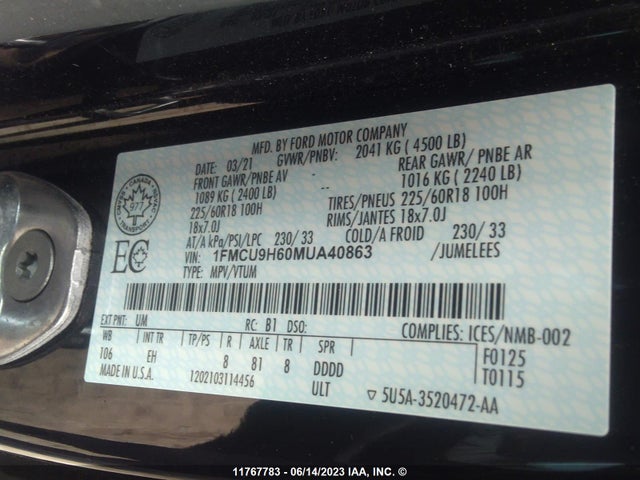 MFD. BY FORD MOTOR COMPANY
DATE: 03/21 GVWR/PNBV: 2041 KG ( 4500 LB)
FRONT GAWR/PNBE AV -- REAR GAWR/ PNBE AR
1089 KG ( 2400 LB) 1016 KG ( 2240 LB)
225/60R18 100H TIRES/PNEUS 225/60R18 100H
18x7.0J RIMS/JANTES 18x7.0J
AT/A kPa/PSI/LPC 230/ 33 COLD/A FROID 230/ 33
VIN: 1FMCU9H60MUA40863 /JUMELEES
TYPE: MPV/VTUM
CANADA
977
TRANSPORT
EC
EXT PNT: UM RC: B1 DSO: COMPLIES: ICES/NMB-002
WB INT TR TP/PS R AXLE TR SPR F0125
106 EH 8 81 8 DDDD T0115
MADE IN U.S.A. 1202103114456 ULT ▽ 5U5A-3520472-AA
11767783 - 06/14/2023 IAA, INC. ©